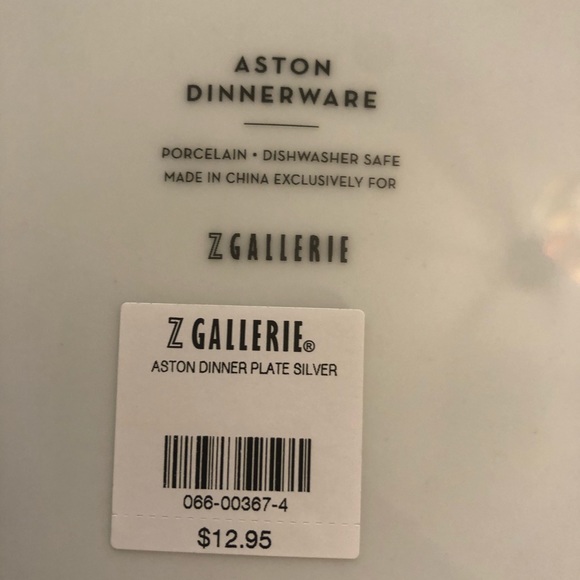 ASTON
DINNERWARE
PORCELAIN • DISHWASHER SAFE
MADE IN CHINA EXCLUSIVELY FOR
Z GALLERIE
Z GALLERIE®
ASTON DINNER PLATE SILVER
066-00367-4
$12.95